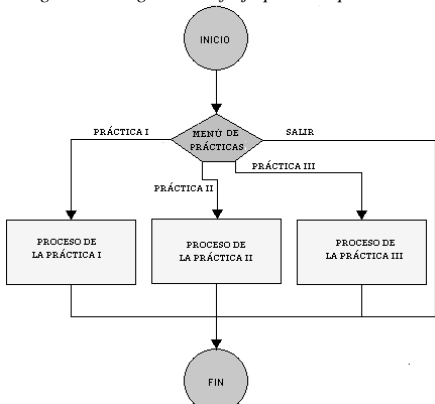 INICIO
MENÚ DE
PRÁCTICAS
PRÁCTICA I
SALIR
PRÁCTICA III
PRÁCTICA II
PROCESO DE
LA PRÁCTICA I
PROCESO DE
LA PRÁCTICA II
PROCESO DE
LA PRÁCTICA III
FIN